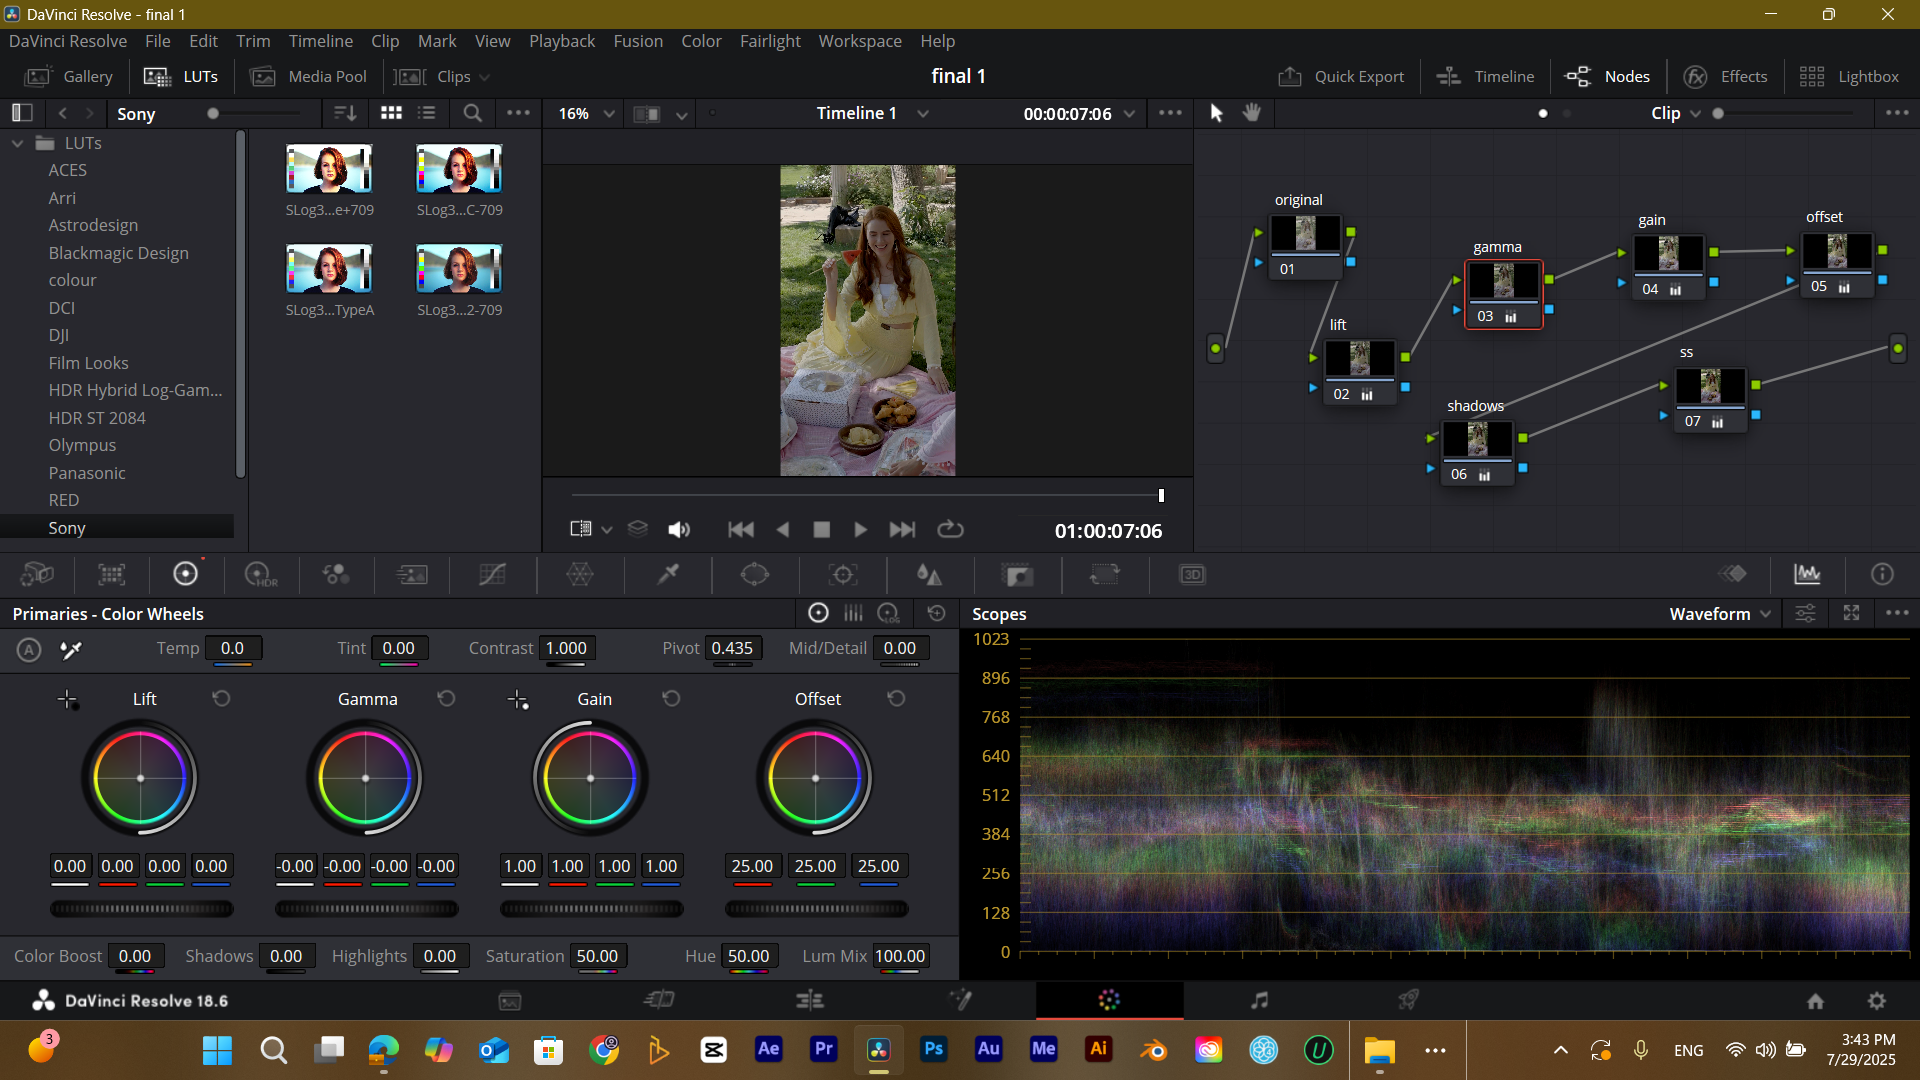 DaVinci Resolve - final 1
DaVinci Resolve File Edit Trim Timeline Clip Mark View Playback Fusion Color Fairlight Workspace Help
Gallery LUTs Media Pool Clips final 1 Quick Export Timeline Nodes Effects Lightbox
Sony 16% Timeline 1 00:00:07:06 Clip
LUTs
ACES
Arri
Astrodesign
Blackmagic Design
colour
DCI
DJI
Film Looks
HDR Hybrid Log-Gam...
HDR ST 2084
Olympus
Panasonic
RED
Sony
SLog3...e+709 SLog3...C-709
SLog3...TypeA SLog3...2-709
original
01
lift
02
gamma
03
gain
04
offset
05
shadows
06
ss
07
01:00:07:06
HDR
3D
Primaries - Color Wheels
LOG
Scopes
Waveform
A Temp 0.0 Tint 0.00 Contrast 1.000 Pivot 0.435 Mid/Detail 0.00
Lift Gamma Gain Offset
0.00 0.00 0.00 0.00 -0.00 -0.00 -0.00 -0.00 1.00 1.00 1.00 1.00 25.00 25.00 25.00
Color Boost 0.00 Shadows 0.00 Highlights 0.00 Saturation 50.00 Hue 50.00 Lum Mix 100.00
1023
896
768
640
512
384
256
128
0
DaVinci Resolve 18.6
3
Ae Pr Ps Au Me Ai
ENG
3:43 PM
7/29/2025